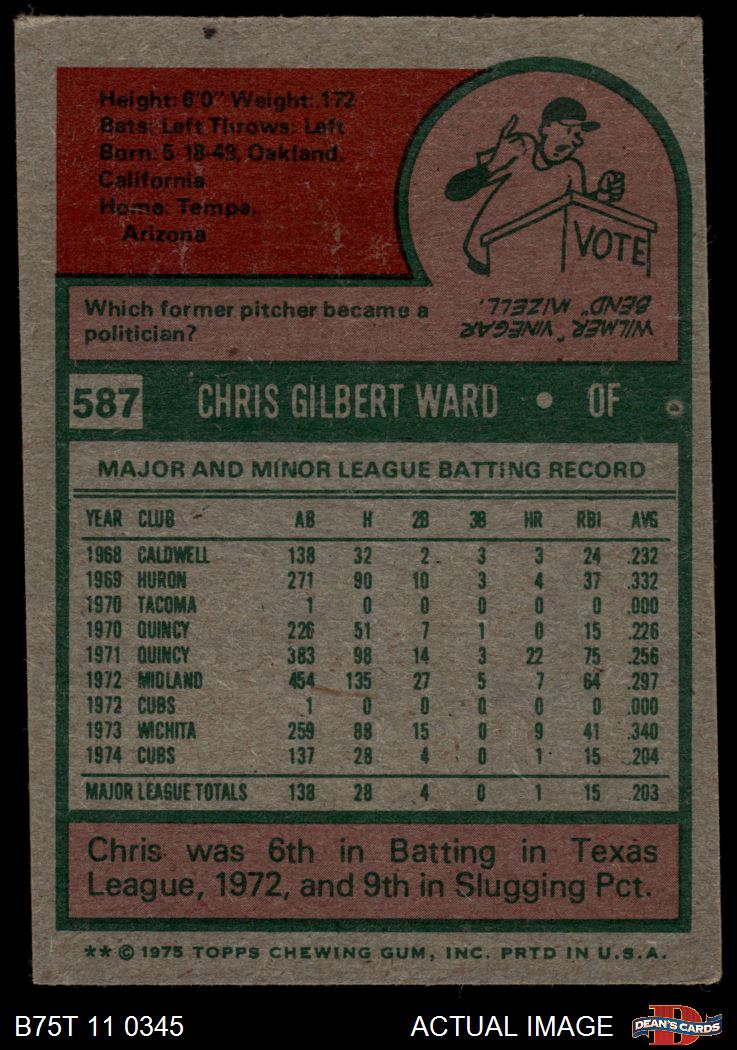 Height: 6'0" Weight: 172
Bats: Left Throws: Left
Born: 5-18-49, Oakland,
California
Home: Tempe,
Arizona
VOTE
Which former pitcher became a
politician?
WILMER "VINEGAR
BEND" MIZELL.
587 CHRIS GILBERT WARD • OF D
MAJOR AND MINOR LEAGUE BATTING RECORD
YEAR CLUB AB H 2B 3B HR RBI AVG
1968 CALDWELL 138 32 2 3 3 24 .232
1969 HURON 271 90 10 3 4 37 .332
1970 TACOMA 1 0 0 0 0 0 .000
1970 QUINCY 226 51 7 1 0 15 .226
1971 QUINCY 383 98 14 3 22 75 .256
1972 MIDLAND 454 135 27 5 7 64 .297
1972 CUBS 1 0 0 0 0 0 .000
1973 WICHITA 259 88 15 0 9 41 .340
1974 CUBS 137 28 4 0 1 15 .204
MAJOR LEAGUE TOTALS 138 28 4 0 1 15 .203
Chris was 6th in Batting in Texas
League, 1972, and 9th in Slugging Pct.
** © 1975 TOPPS CHEWING GUM, INC. PRTD IN U.S.A.
B75T 11 0345 ACTUAL IMAGE DEAN'S CARDS